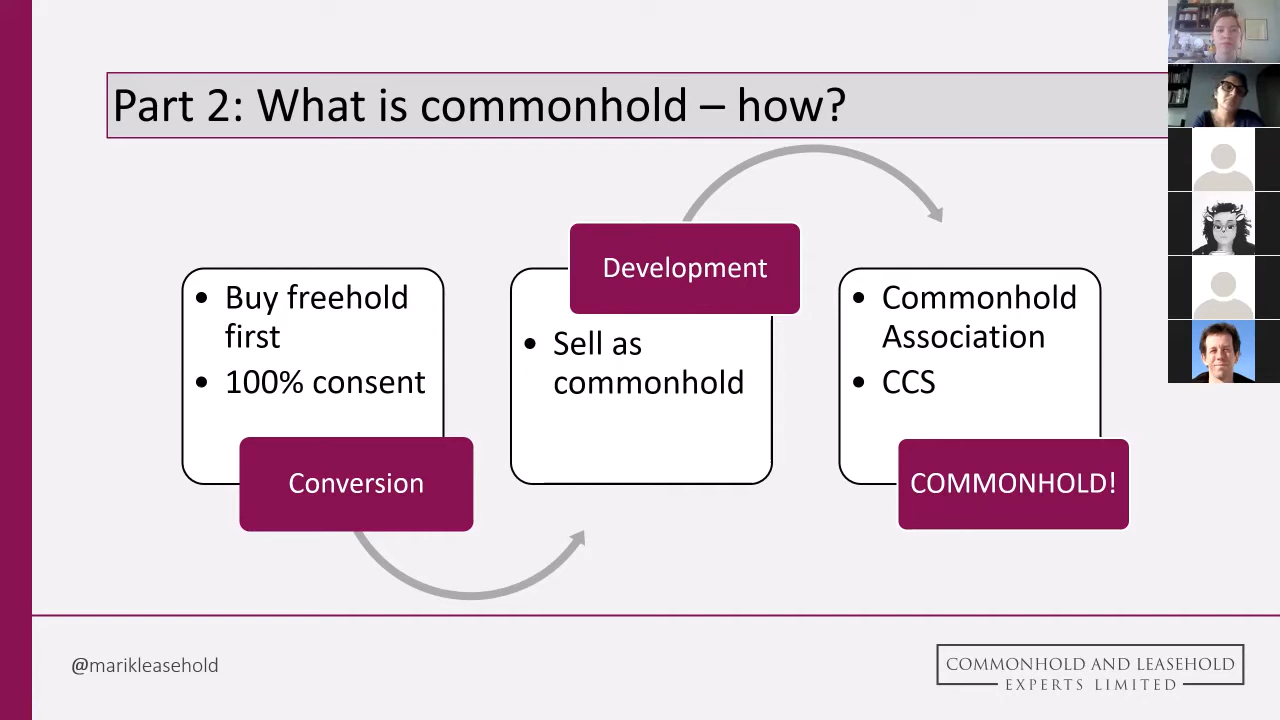 Part 2: What is commonhold – how?
• Buy freehold
first
• 100% consent
Conversion
Development
• Sell as
commonhold
• Commonhold
Association
• CCS
COMMONHOLD!
@marikleasehold
COMMONHOLD AND LEASEHOLD
EXPERTS LIMITED